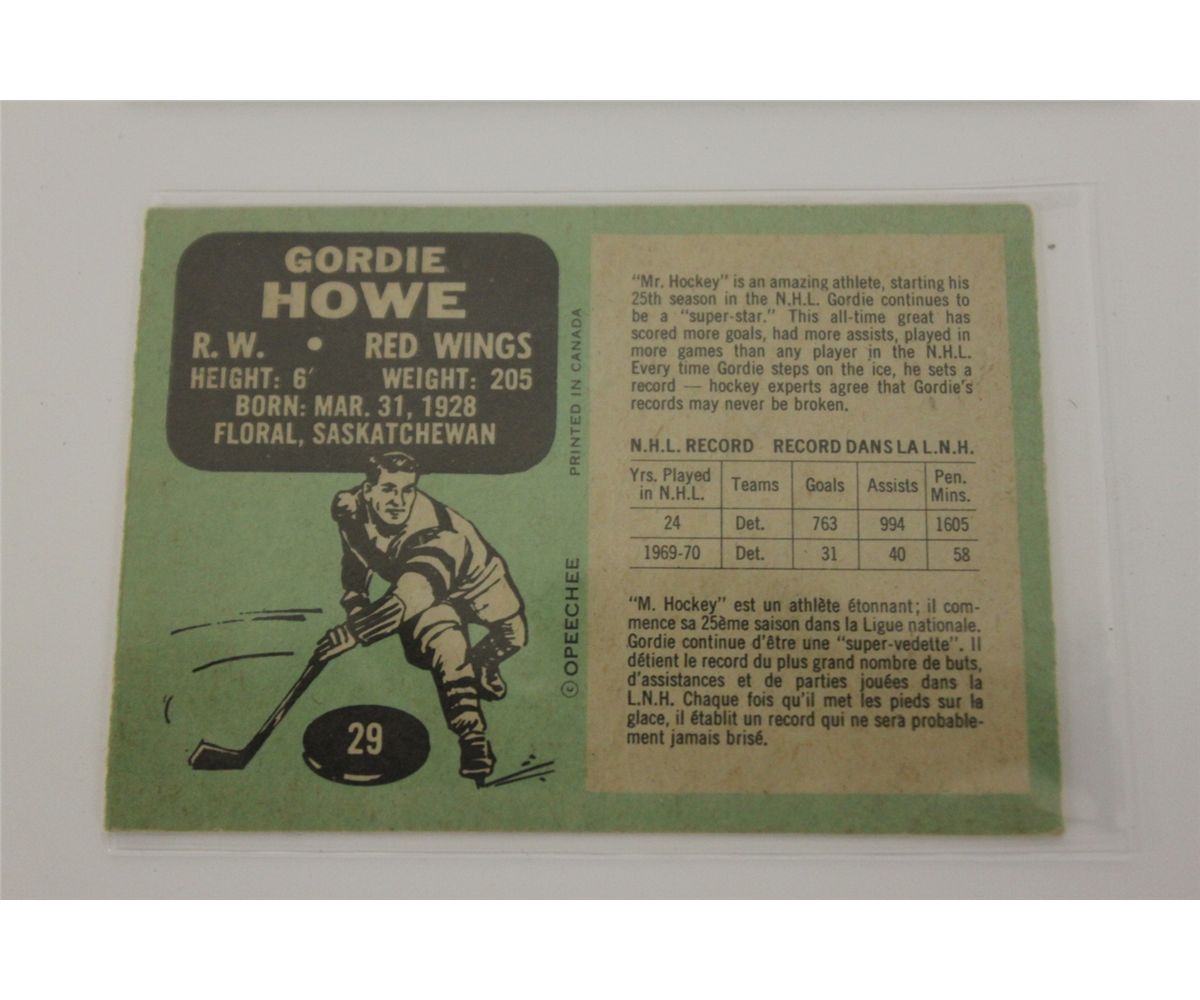 GORDIE
HOWE
R. W. • RED WINGS
HEIGHT: 6' WEIGHT: 205
BORN: MAR. 31, 1928
FLORAL, SASKATCHEWAN
29
PRINTED IN CANADA
© OPEECHEE
"Mr. Hockey" is an amazing athlete, starting his
25th season in the N.H.L. Gordie continues to
be a "super-star." This all-time great has
scored more goals, had more assists, played in
more games than any player in the N.H.L.
Every time Gordie steps on the ice, he sets a
record — hockey experts agree that Gordie's
records may never be broken.
N.H.L. RECORD RECORD DANS LA L.N.H.
Yrs. Played in N.H.L. Teams Goals Assists Pen. Mins.
24 Det. 763 994 1605
1969-70 Det. 31 40 58
"M. Hockey" est un athlète étonnant; il com-
mence sa 25ème saison dans la Ligue nationale.
Gordie continue d'être une "super-vedette". Il
détient le record du plus grand nombre de buts,
d'assistances et de parties jouées dans la
L.N.H. Chaque fois qu'il met les pieds sur la
glace, il établit un record qui ne sera probable-
ment jamais brisé.